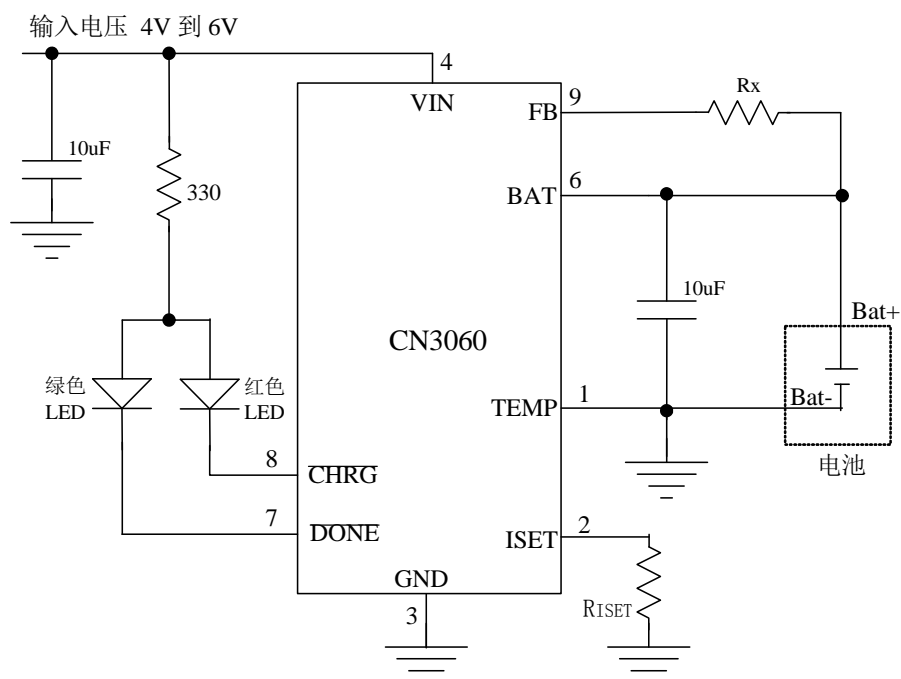 输入电压 4V 到 6V
4
VIN
10uF
330
9
FB
Rx
6
BAT
10uF
Bat+
CN3060
绿色
LED
红色
LED
TEMP
1
Bat-
电池
8
CHRG
7
DONE
2
ISET
GND
3
RISET